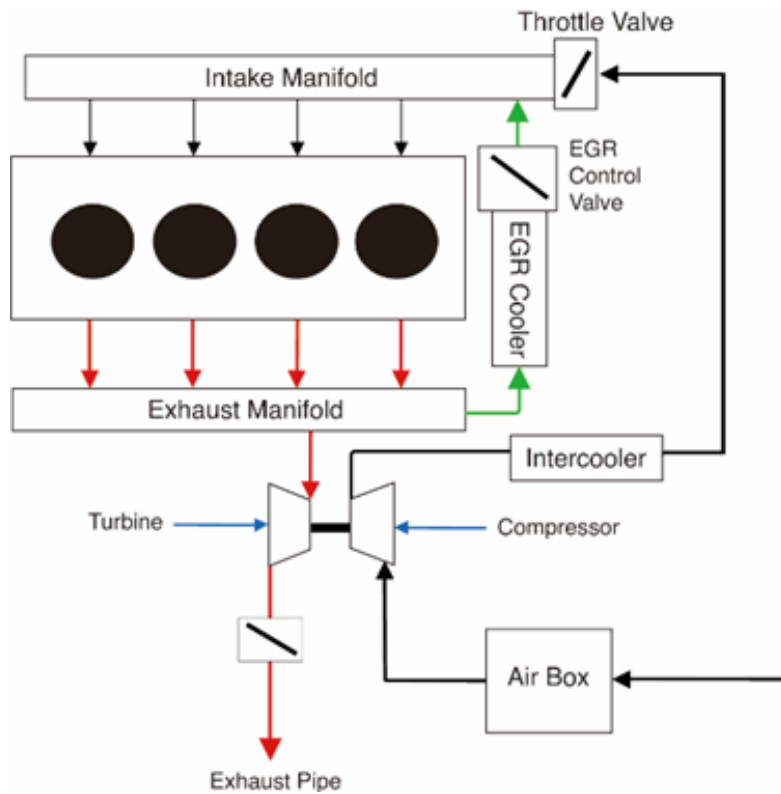 Throttle Valve
Intake Manifold
EGR
Control
Valve
EGR Cooler
Exhaust Manifold
Intercooler
Turbine
Compressor
Air Box
Exhaust Pipe